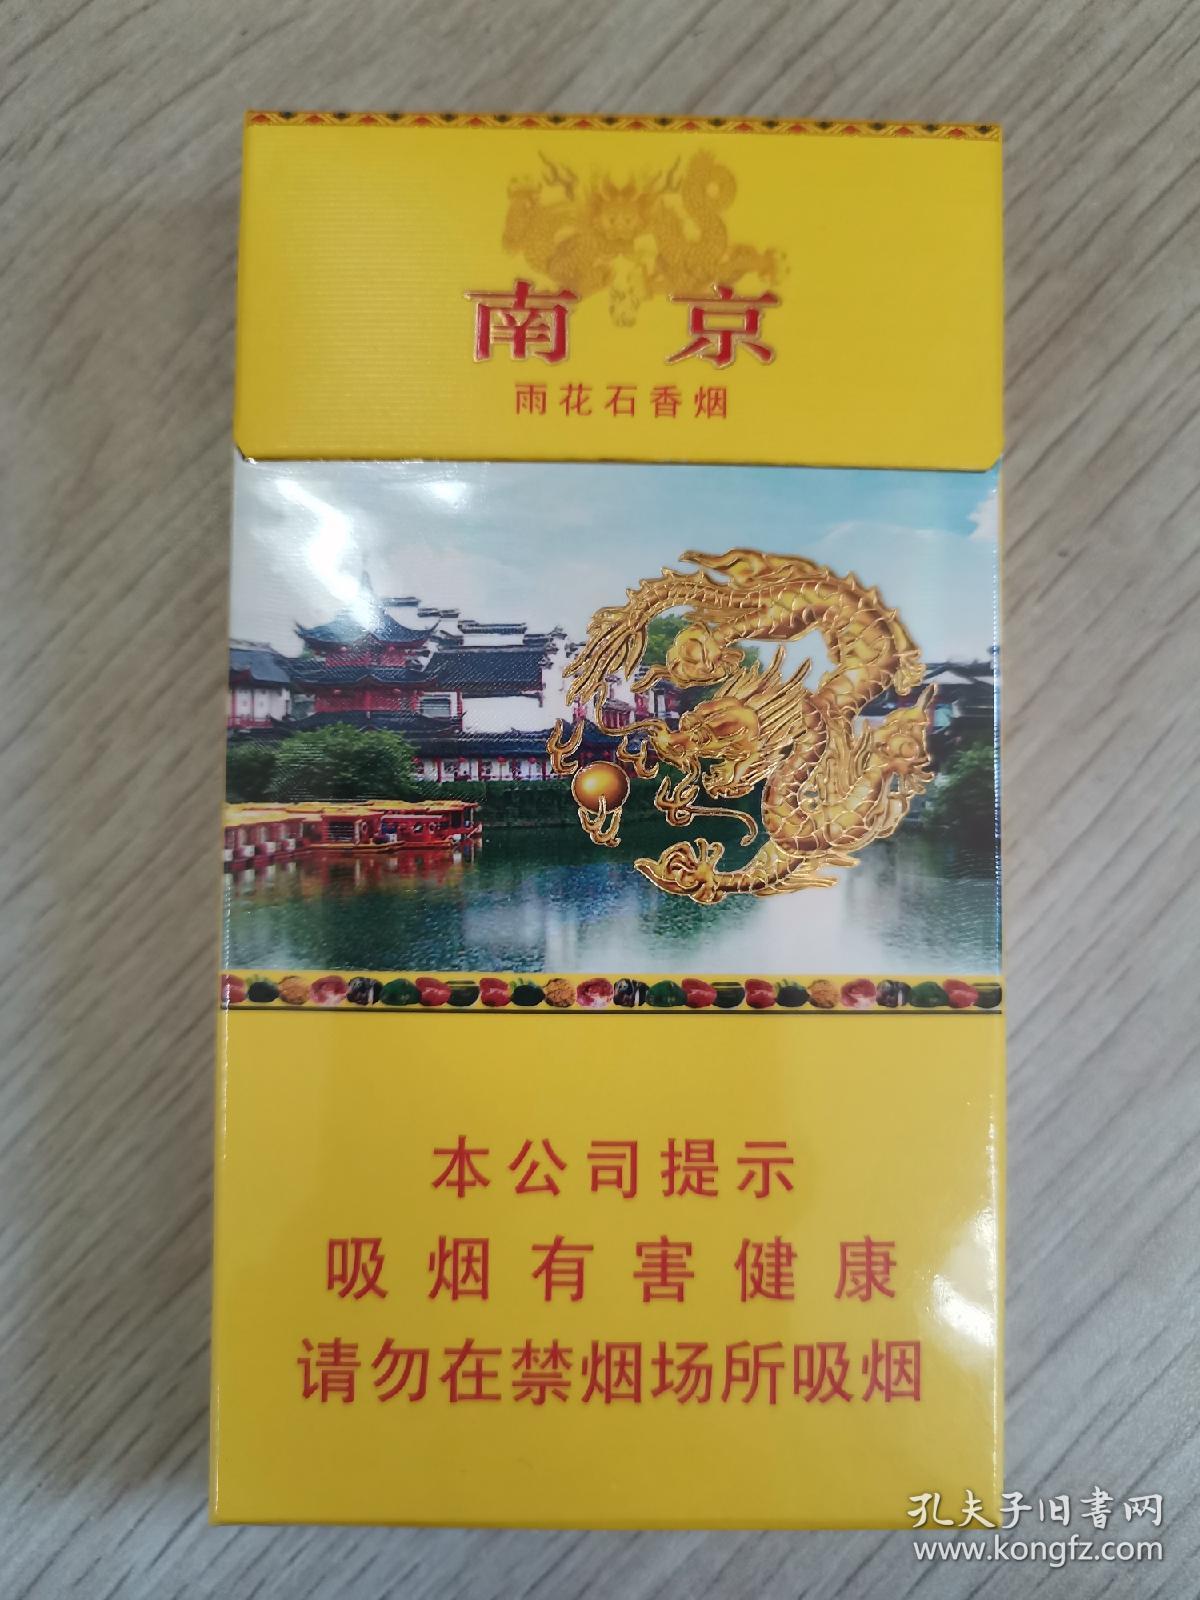 南京
雨花石香烟
本公司提示
吸烟有害健康
请勿在禁烟场所吸烟
孔夫子旧书网
www.kongfz.com